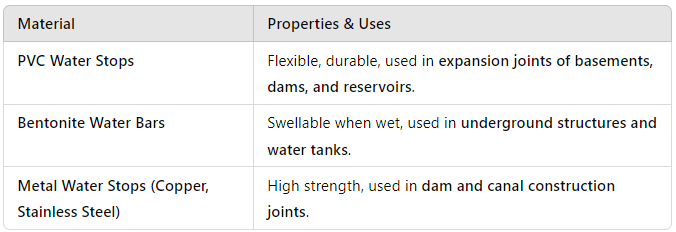 Material
Properties & Uses
PVC Water Stops
Flexible, durable, used in expansion joints of basements,
dams, and reservoirs.
Bentonite Water Bars
Swellable when wet, used in underground structures and
water tanks.
Metal Water Stops (Copper,
Stainless Steel)
High strength, used in dam and canal construction
joints.